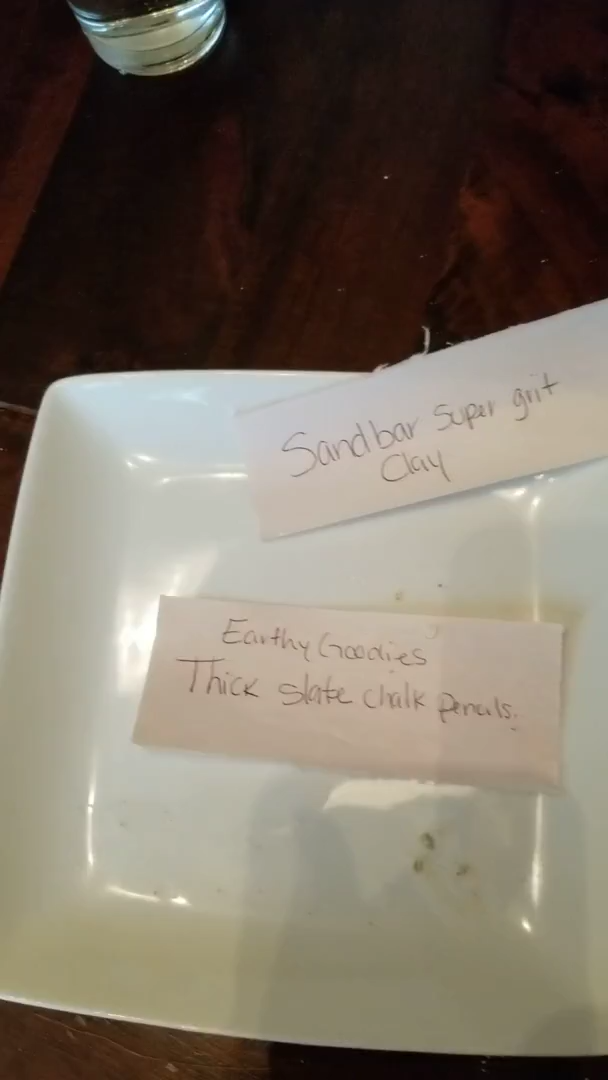 Sandbar Super grit
Clay
Earthy Goodies
Thick slate chalk pencils.